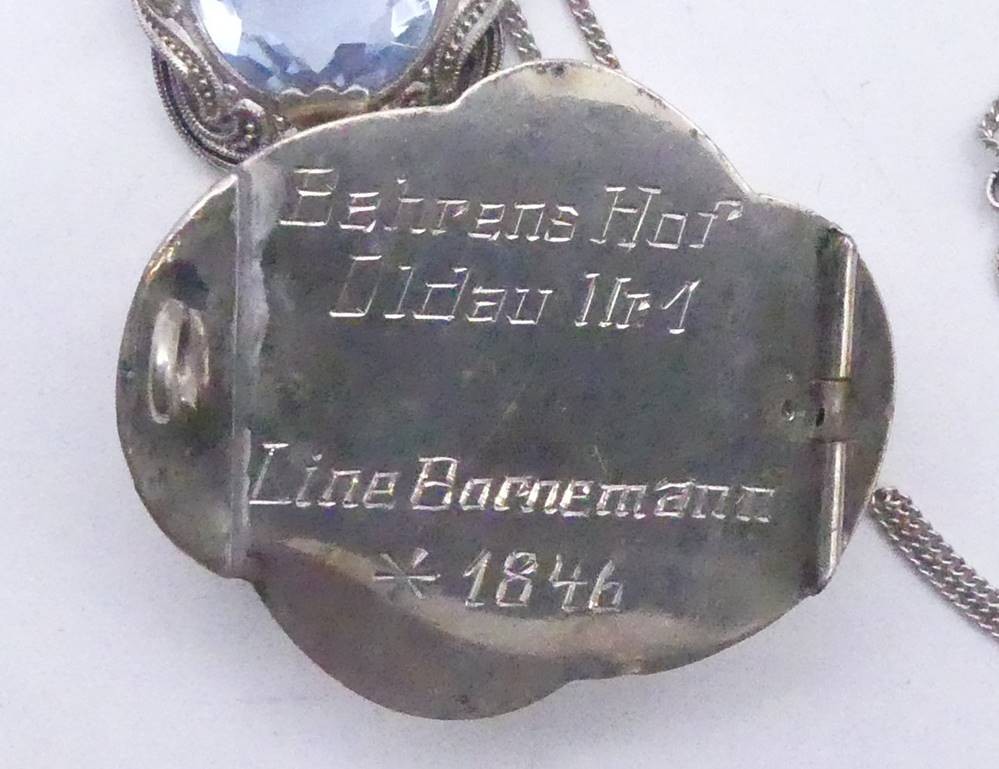 Behrens Hof
Oldau Nr. 1
Line Bornemann
* 1846